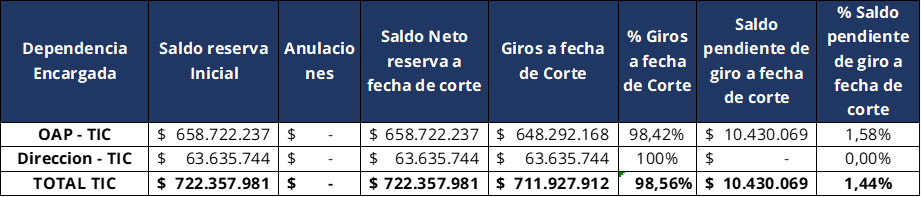 Dependencia Encargada | Saldo reserva Inicial | Anulacio nes | Saldo Neto reserva a fecha de corte | Giros a fecha de Corte | % Giros a fecha de Corte | Saldo pendiente de giro a fecha de corte | % Saldo pendiente de giro a fecha de corte
OAP - TIC | $ 658.722.237 | $ - | $ 658.722.237 | $ 648.292.168 | 98,42% | $ 10.430.069 | 1,58%
Direccion - TIC | $ 63.635.744 | $ - | $ 63.635.744 | $ 63.635.744 | 100% | $ - | 0,00%
TOTAL TIC | $ 722.357.981 | $ - | $ 722.357.981 | $ 711.927.912 | 98,56% | $ 10.430.069 | 1,44%